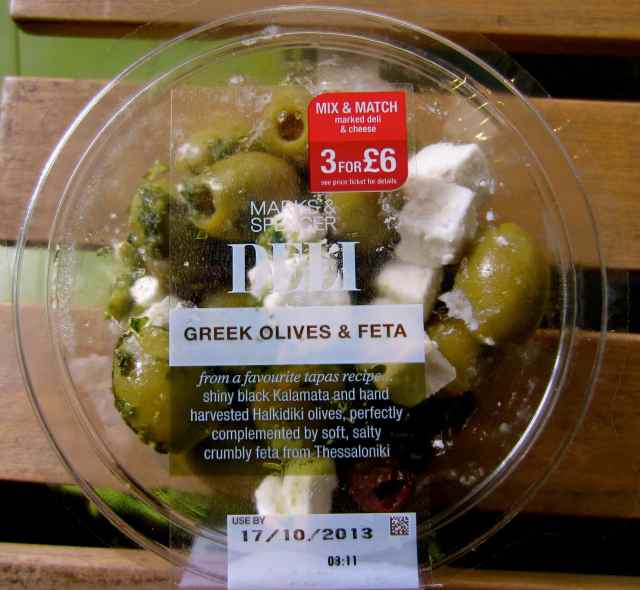 MIX & MATCH
marked deli
& cheese
3 FOR £6
see price ticket for details
MARKS &
SPENCER
DELI
GREEK OLIVES & FETA
from a favourite tapas recipe...
shiny black Kalamata and hand
harvested Halkidiki olives, perfectly
complemented by soft, salty
crumbly feta from Thessaloniki
USE BY
17/10/2013
03:11